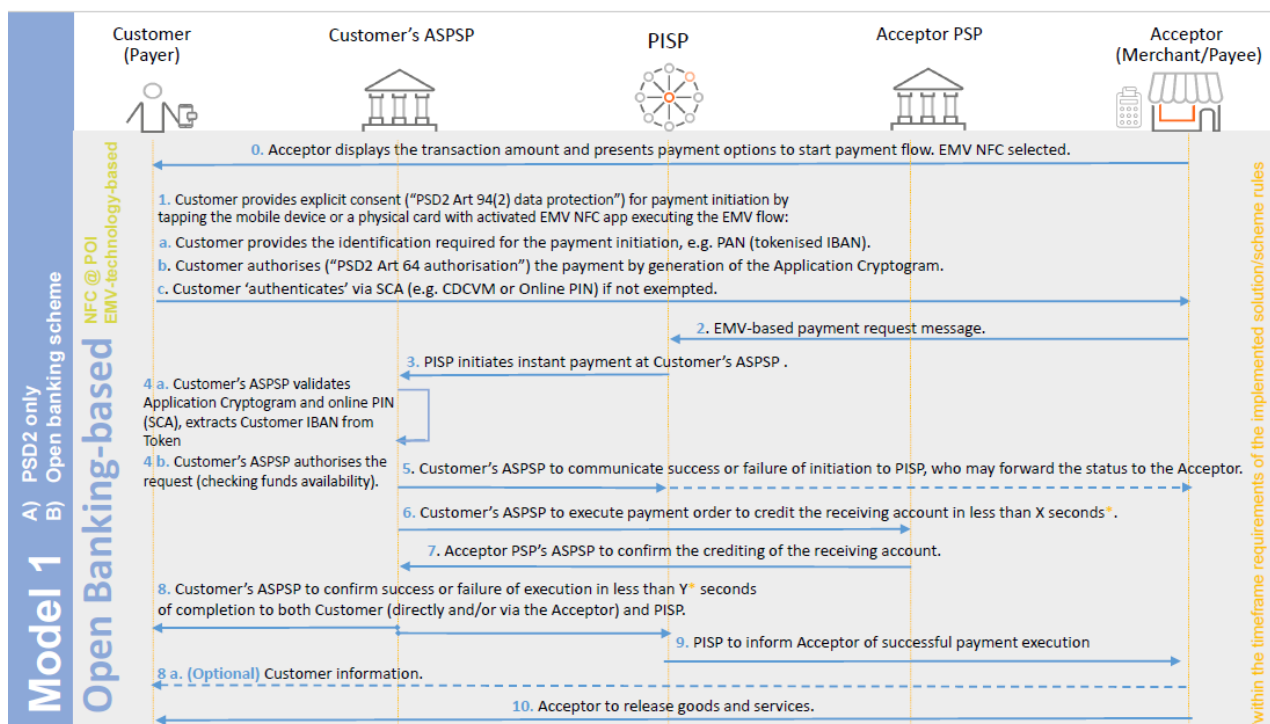 Customer
(Payer)
Customer's ASPSP
PISP
Acceptor PSP
Acceptor
(Merchant/Payee)
Model 1
A) PSD2 only
B) Open banking scheme
Open Banking-based
NFC @ POI
EMV-technology-based
0. Acceptor displays the transaction amount and presents payment options to start payment flow. EMV NFC selected.
1. Customer provides explicit consent ("PSD2 Art 94(2) data protection") for payment initiation by
tapping the mobile device or a physical card with activated EMV NFC app executing the EMV flow:
a. Customer provides the identification required for the payment initiation, e.g. PAN (tokenised IBAN).
b. Customer authorises ("PSD2 Art 64 authorisation") the payment by generation of the Application Cryptogram.
c. Customer 'authenticates' via SCA (e.g. CDCVM or Online PIN) if not exempted.
2. EMV-based payment request message.
3. PISP initiates instant payment at Customer's ASPSP .
4 a. Customer's ASPSP validates
Application Cryptogram and online PIN
(SCA), extracts Customer IBAN from
Token
4 b. Customer's ASPSP authorises the
request (checking funds availability).
5. Customer's ASPSP to communicate success or failure of initiation to PISP, who may forward the status to the Acceptor.
6. Customer's ASPSP to execute payment order to credit the receiving account in less than X seconds*.
7. Acceptor PSP's ASPSP to confirm the crediting of the receiving account.
8. Customer's ASPSP to confirm success or failure of execution in less than Y* seconds
of completion to both Customer (directly and/or via the Acceptor) and PISP.
9. PISP to inform Acceptor of successful payment execution
8 a. (Optional) Customer information.
10. Acceptor to release goods and services.
within the timeframe requirements of the implemented solution/scheme rules